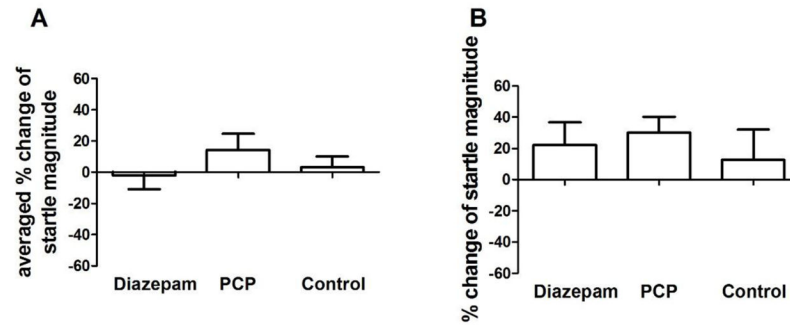 A
averaged % change of
startle magnitude
60
40
20
0
-20
-40
-60
Diazepam PCP Control
B
% change of startle magnitude
60
40
20
0
-20
-40
-60
Diazepam PCP Control